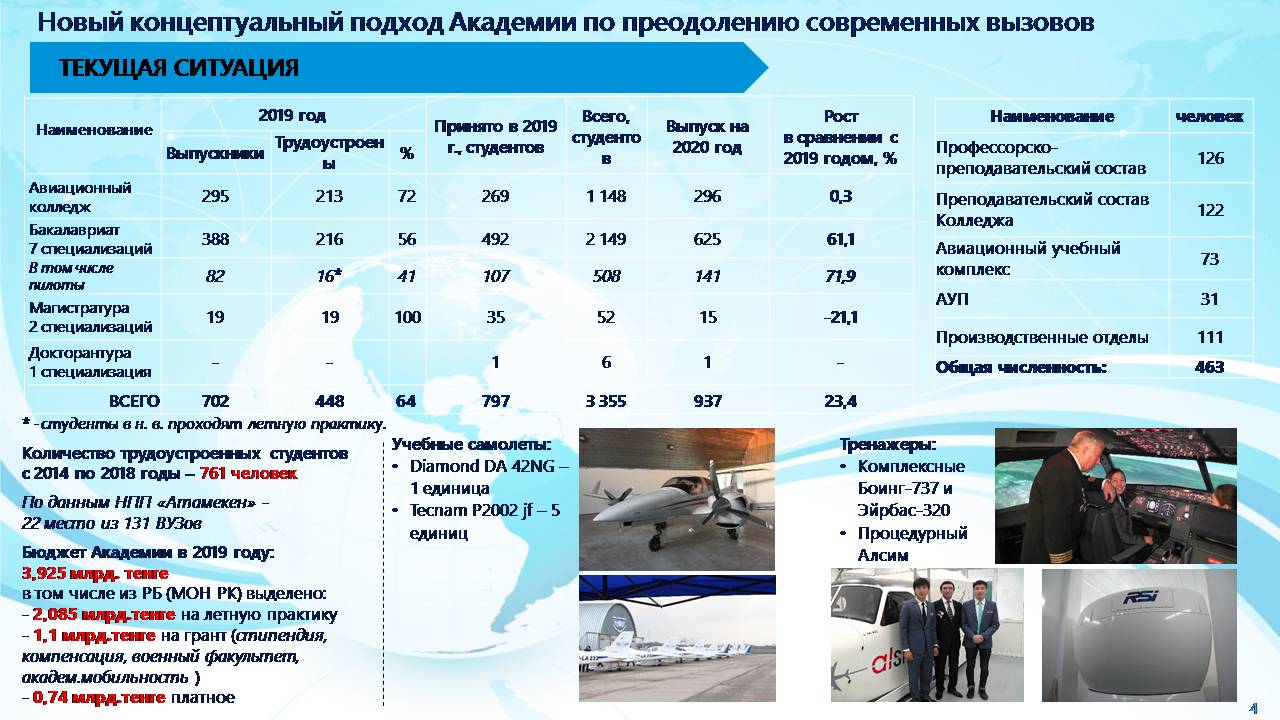 Новый концептуальный подход Академии по преодолению современных вызовов
ТЕКУЩАЯ СИТУАЦИЯ
Наименование 2019 год Принято в 2019 г., студентов Всего, студенто в Выпуск на 2020 год Рост в сравнении с 2019 годом, %
Выпускники Трудоустроен ы %
Авиационный колледж 295 213 72 269 1 148 296 0,3
Бакалавриат 7 специализаций 388 216 56 492 2 149 625 61,1
В том числе пилоты 82 16* 41 107 508 141 71,9
Магистратура 2 специализаций 19 19 100 35 52 15 -21,1
Докторантура 1 специализация - - 1 6 1 -
ВСЕГО 702 448 64 797 3 355 937 23,4
* - студенты в н. в. проходят летную практику.
Наименование человек
Профессорско-преподавательский состав 126
Преподавательский состав Колледжа 122
Авиационный учебный комплекс 73
АУП 31
Производственные отделы 111
Общая численность: 463
Количество трудоустроенных студентов
с 2014 по 2018 годы – 761 человек
По данным НПП «Атамекен» -
22 место из 131 ВУЗов
Бюджет Академии в 2019 году:
3,925 млрд. тенге
в том числе из РБ (МОН РК) выделено:
- 2,085 млрд.тенге на летную практику
- 1,1 млрд.тенге на грант (стипендия,
компенсация, военный факультет,
академ.мобильность )
- 0,74 млрд.тенге платное
Учебные самолеты:
• Diamond DA 42NG –
1 единица
• Tecnam P2002 jf – 5
единиц
Тренажеры:
• Комплексные
Боинг-737 и
Эйрбас-320
• Процедурный
Алсим
RSi
4